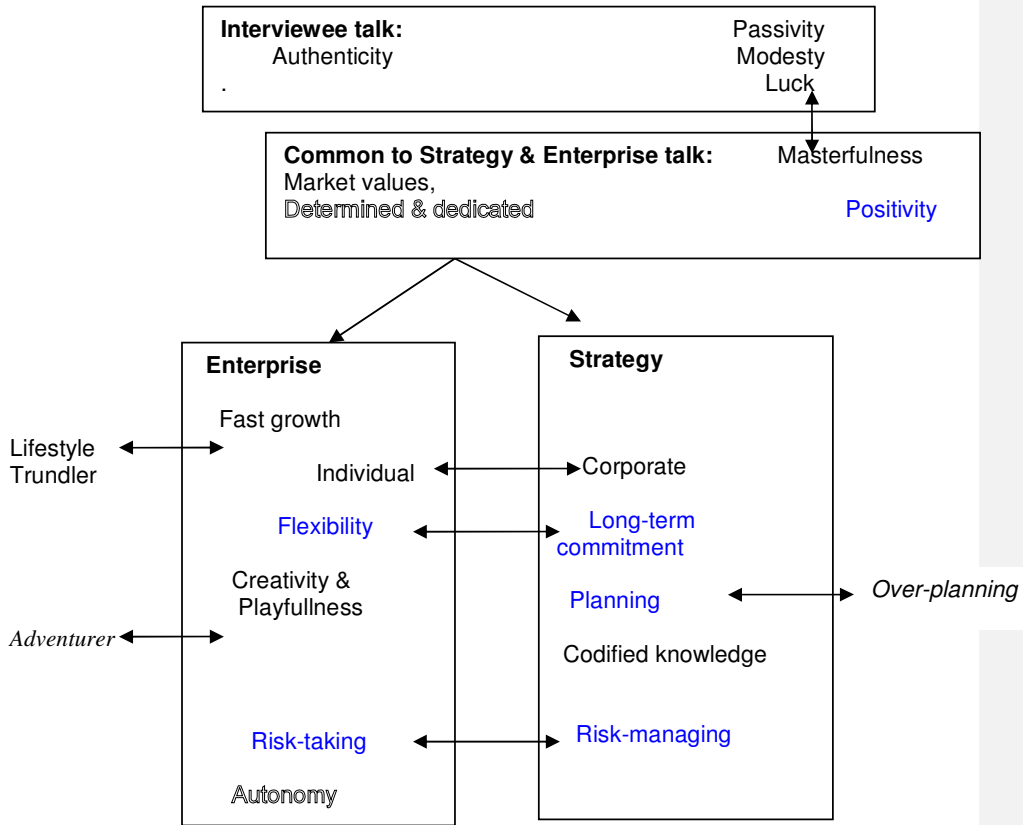 Interviewee talk: Passivity
Authenticity Modesty
. Luck
Common to Strategy & Enterprise talk: Masterfulness
Market values,
Determined & dedicated Positivity
Enterprise
Strategy
Fast growth
Lifestyle
Trundler
Individual
Corporate
Flexibility
Long-term
commitment
Creativity &
Playfullness
Planning
Over-planning
Adventurer
Codified knowledge
Risk-taking
Risk-managing
Autonomy